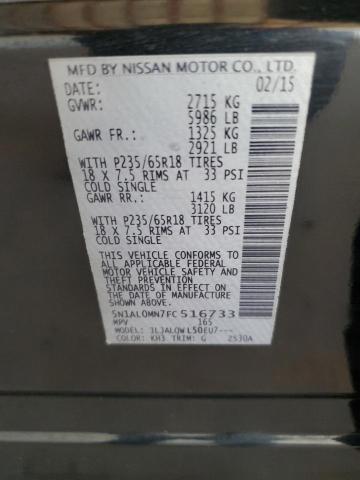 MFD BY NISSAN MOTOR CO., LTD.
DATE: 02/15
GVWR: 2715 KG
5986 LB
GAWR FR.: 1325 KG
2921 LB
WITH P235/65R18 TIRES
18 X 7.5 RIMS AT 33 PSI
COLD SINGLE
GAWR RR.: 1415 KG
3120 LB
WITH P235/65R18 TIRES
18 X 7.5 RIMS AT 33 PSI
COLD SINGLE
THIS VEHICLE CONFORMS TO
ALL APPLICABLE FEDERAL
MOTOR VEHICLE SAFETY
STANDARDS IN EFFECT ON
THE DATE OF MANUFACTURE
SHOWN ABOVE.
5N1AL0MN7FC516733
MPV 165
JLJALQWL50EU7---
COLOR: KH3 TRIM: G 2530A